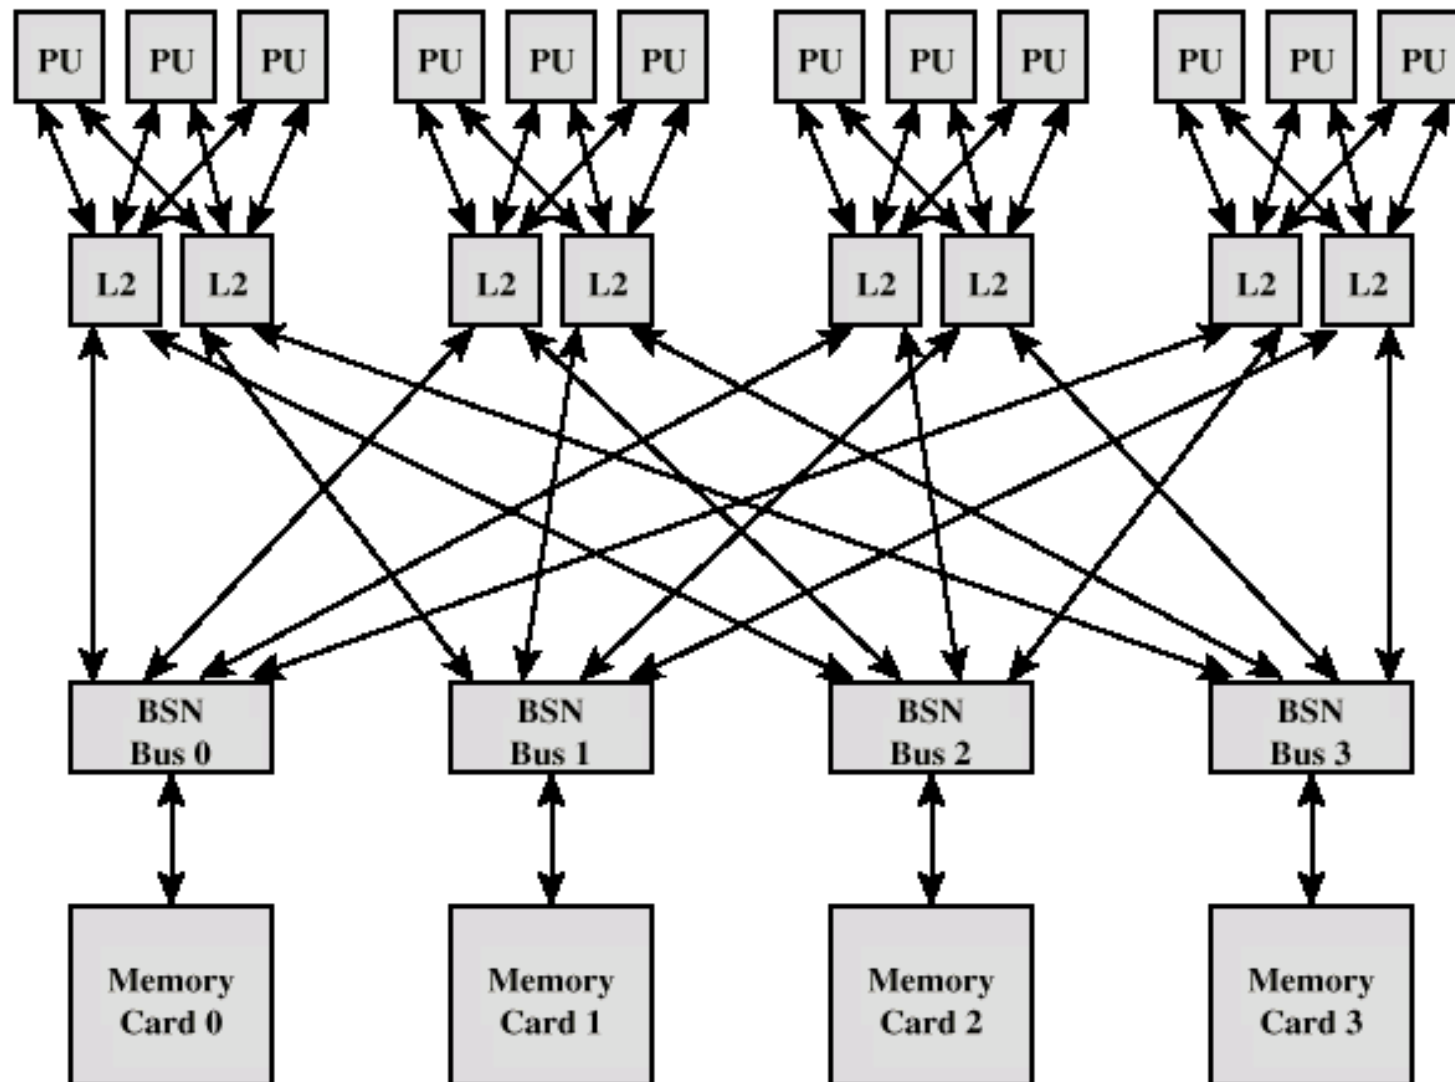 PU PU PU PU PU PU PU PU PU PU PU PU
L2 L2 L2 L2 L2 L2 L2 L2
BSN BSN BSN BSN
Bus 0 Bus 1 Bus 2 Bus 3
Memory Memory Memory Memory
Card 0 Card 1 Card 2 Card 3